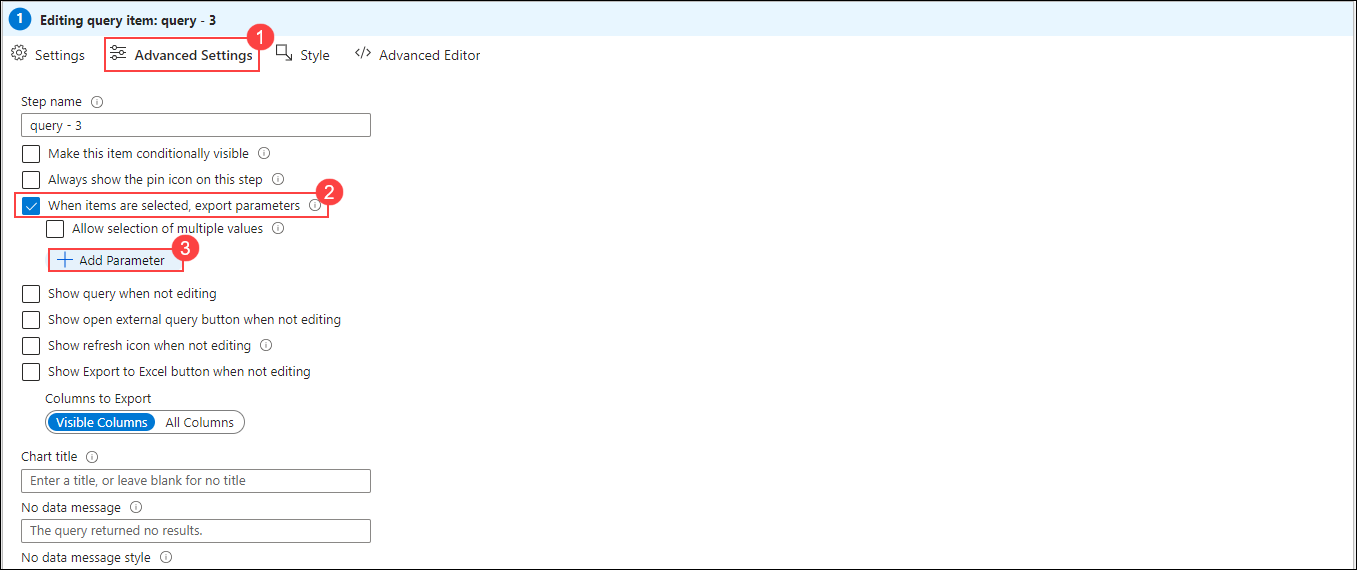 1 Editing query item: query - 3
Settings Advanced Settings 1 Style </> Advanced Editor
Step name
query - 3
Make this item conditionally visible
Always show the pin icon on this step
When items are selected, export parameters 2
Allow selection of multiple values
+ Add Parameter 3
Show query when not editing
Show open external query button when not editing
Show refresh icon when not editing
Show Export to Excel button when not editing
Columns to Export
Visible Columns All Columns
Chart title
Enter a title, or leave blank for no title
No data message
The query returned no results.
No data message style